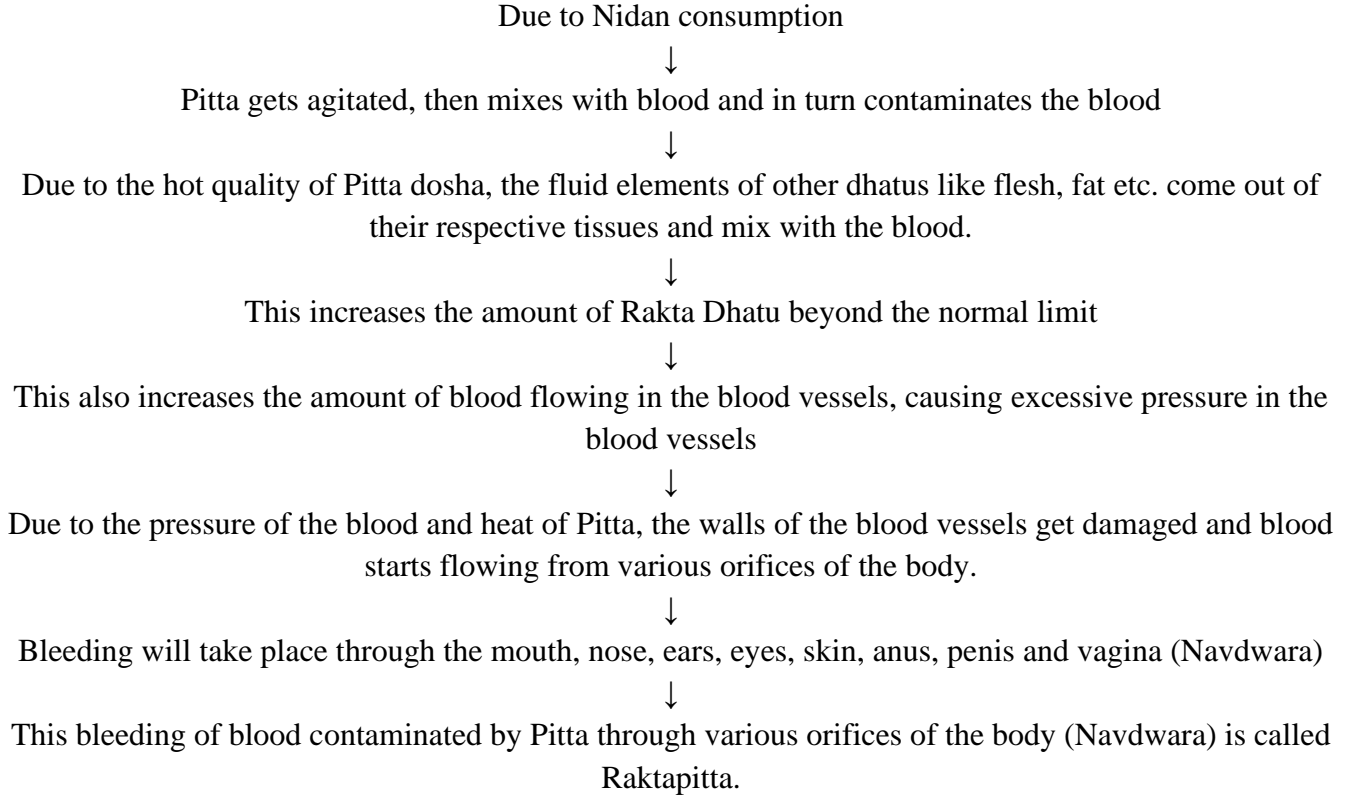 Due to Nidan consumption
↓
Pitta gets agitated, then mixes with blood and in turn contaminates the blood
↓
Due to the hot quality of Pitta dosha, the fluid elements of other dhatus like flesh, fat etc. come out of
their respective tissues and mix with the blood.
↓
This increases the amount of Rakta Dhatu beyond the normal limit
↓
This also increases the amount of blood flowing in the blood vessels, causing excessive pressure in the
blood vessels
↓
Due to the pressure of the blood and heat of Pitta, the walls of the blood vessels get damaged and blood
starts flowing from various orifices of the body.
↓
Bleeding will take place through the mouth, nose, ears, eyes, skin, anus, penis and vagina (Navdwara)
↓
This bleeding of blood contaminated by Pitta through various orifices of the body (Navdwara) is called
Raktapitta.